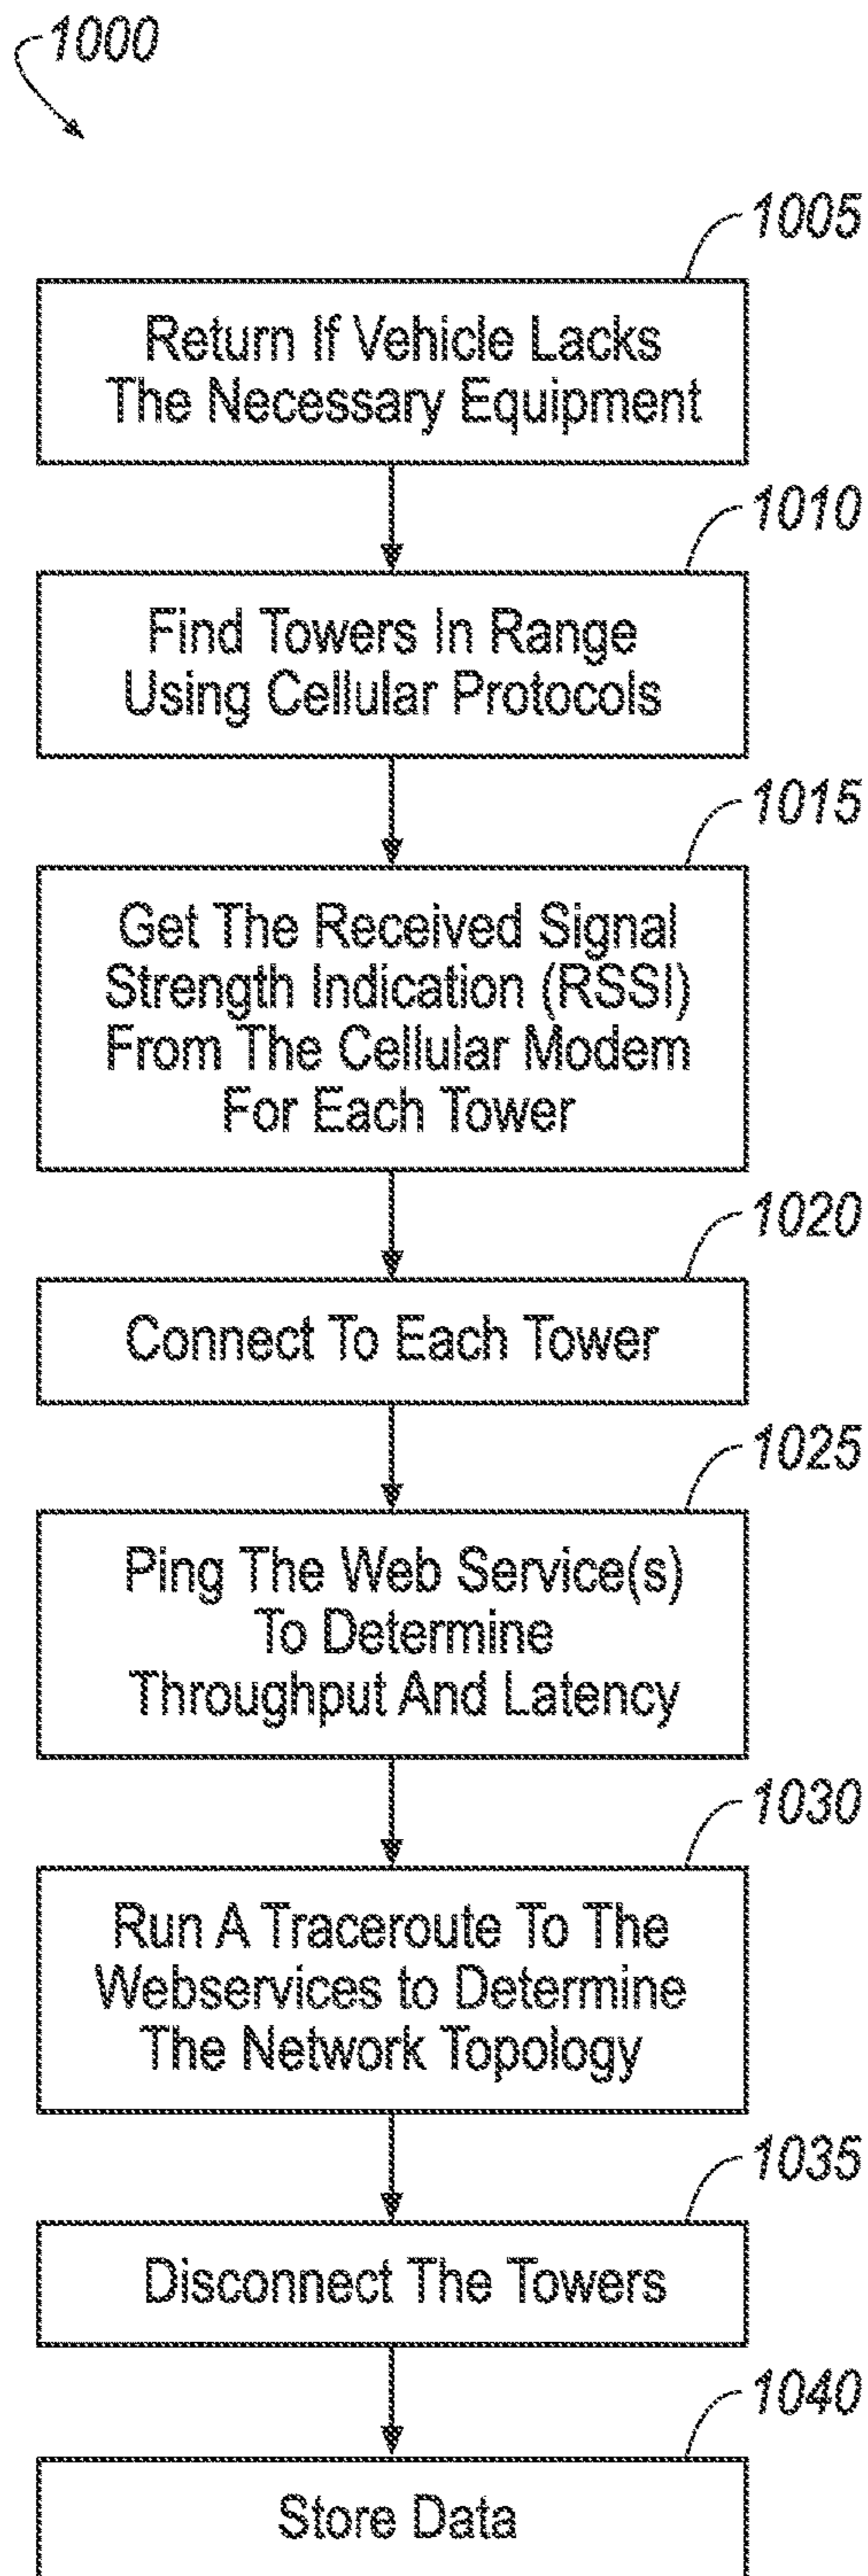 1000
1005
Return If Vehicle Lacks
The Necessary Equipment
1010
Find Towers In Range
Using Cellular Protocols
1015
Get The Received Signal
Strength Indication (RSSI)
From The Cellular Modem
For Each Tower
1020
Connect To Each Tower
1025
Ping The Web Service(s)
To Determine
Throughput And Latency
1030
Run A Traceroute To The
Webservices to Determine
The Network Topology
1035
Disconnect The Towers
1040
Store Data